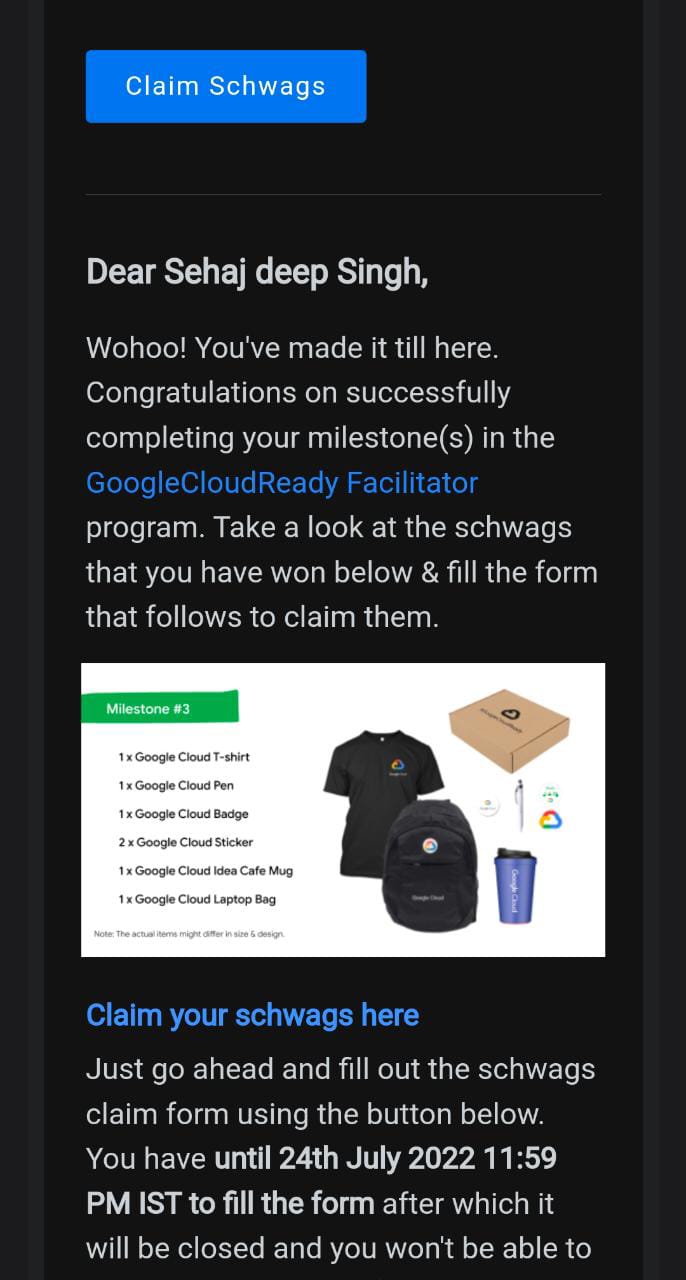 Claim Schwags
Dear Sehaj deep Singh,
Wohoo! You've made it till here.
Congratulations on successfully
completing your milestone(s) in the
GoogleCloudReady Facilitator
program. Take a look at the schwags
that you have won below & fill the form
that follows to claim them.
Milestone #3
1 x Google Cloud T-shirt
1 x Google Cloud Pen
1 x Google Cloud Badge
2 x Google Cloud Sticker
1 x Google Cloud Idea Cafe Mug
1 x Google Cloud Laptop Bag
Note: The actual items might differ in size & design.
Google Cloud
Google Cloud
Claim your schwags here
Just go ahead and fill out the schwags
claim form using the button below.
You have until 24th July 2022 11:59
PM IST to fill the form after which it
will be closed and you won't be able to